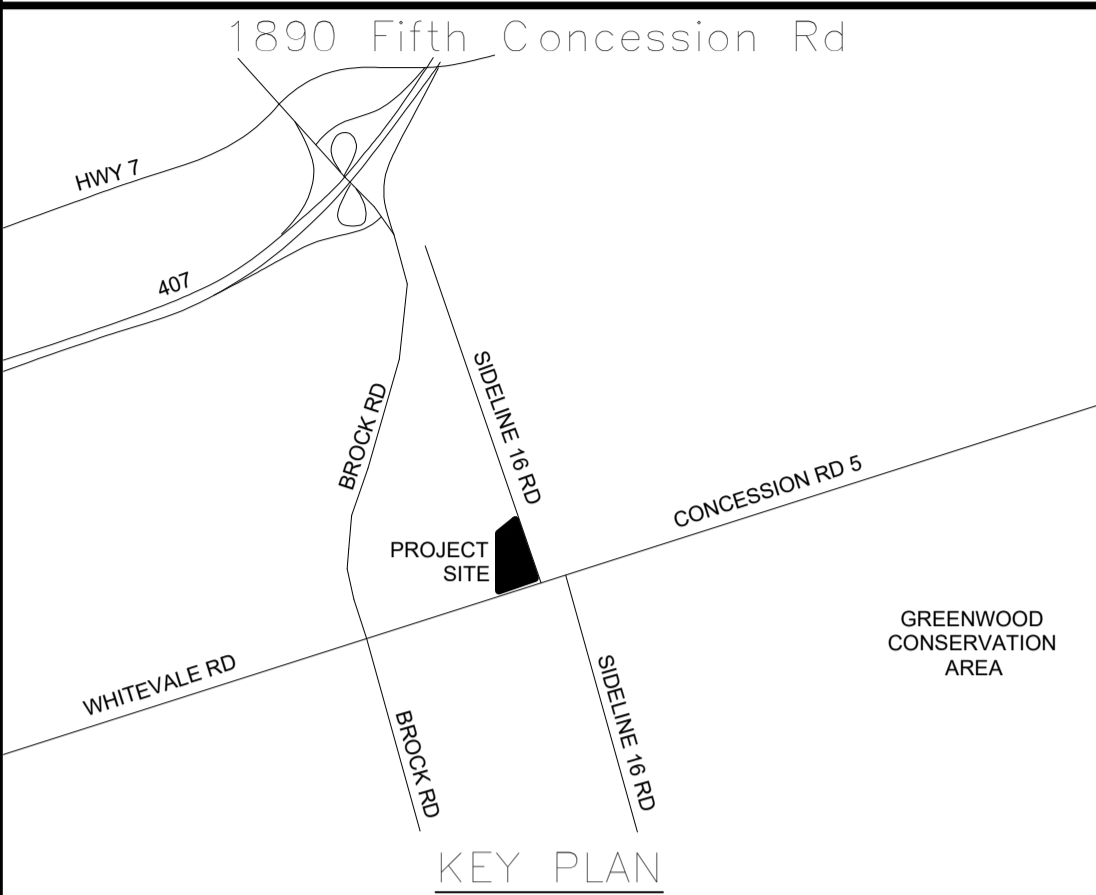 1890 Fifth Concession Rd
HWY 7
407
SIDELINE 16 RD
BROCK RD
CONCESSION RD 5
PROJECT
SITE
GREENWOOD
CONSERVATION
AREA
WHITEVALE RD
SIDELINE 16 RD
BROCK RD
KEY PLAN